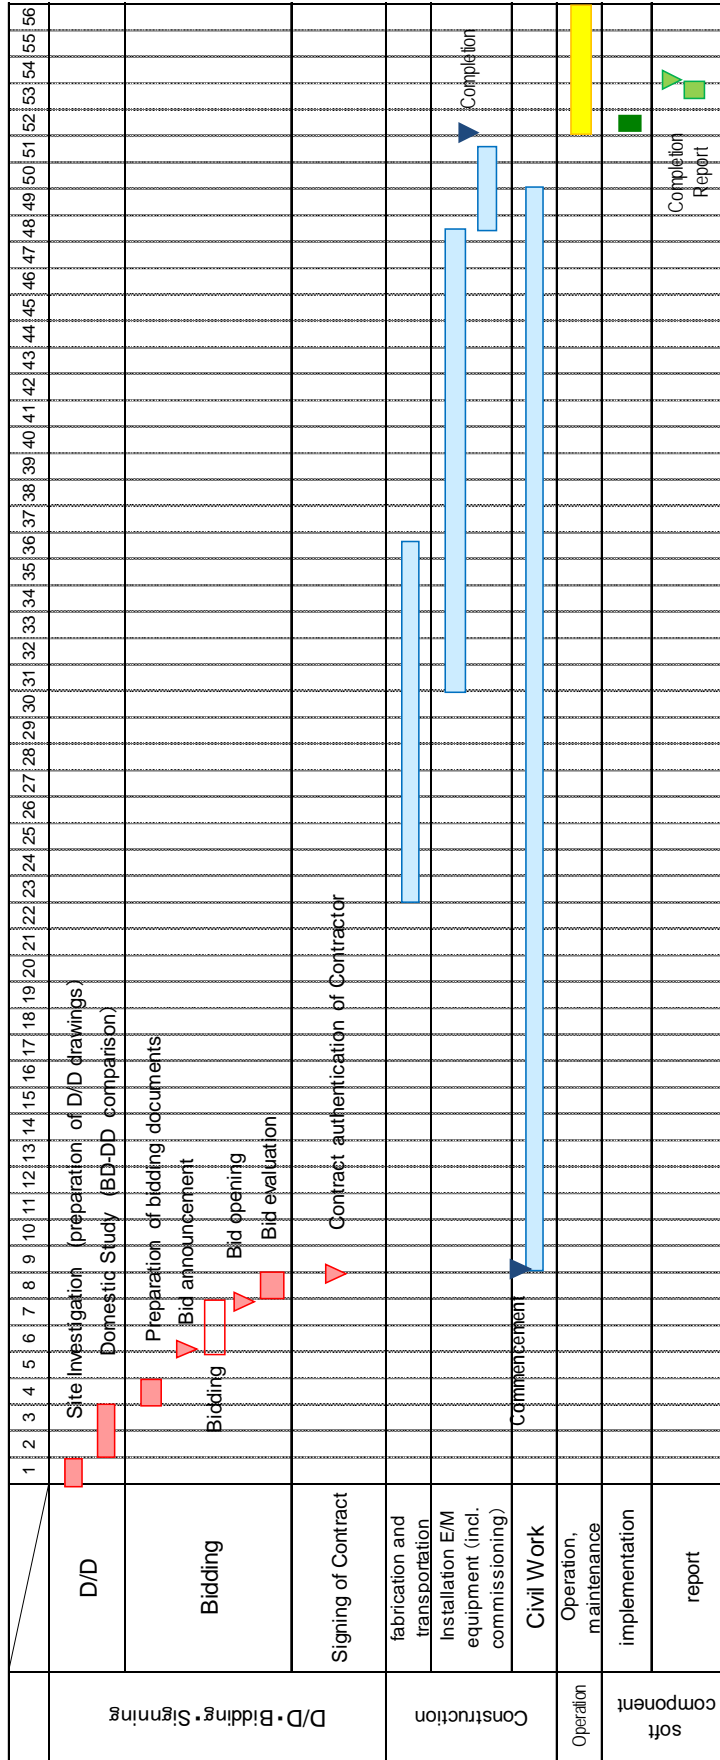 1 2 3 4 5 6 7 8 9 10 11 12 13 14 15 16 17 18 19 20 21 22 23 24 25 26 27 28 29 30 31 32 33 34 35 36 37 38 39 40 41 42 43 44 45 46 47 48 49 50 51 52 53 54 55 56
D/D・Bidding・Signing
D/D
Site Investigation (preparation of D/D drawings)
Domestic Study (BD-DD comparison)
Bidding
Preparation of bidding documents
Bid announcement
Bidding
Bid opening
Bid evaluation
Signing of Contract
Contract authentication of Contractor
Construction
fabrication and
transportation
Installation E/M
equipment (incl.
commissioning)
Completion
Civil Work
Commencement
Operation
Operation,
maintenance
soft
component
implementation
report
Completion
Report